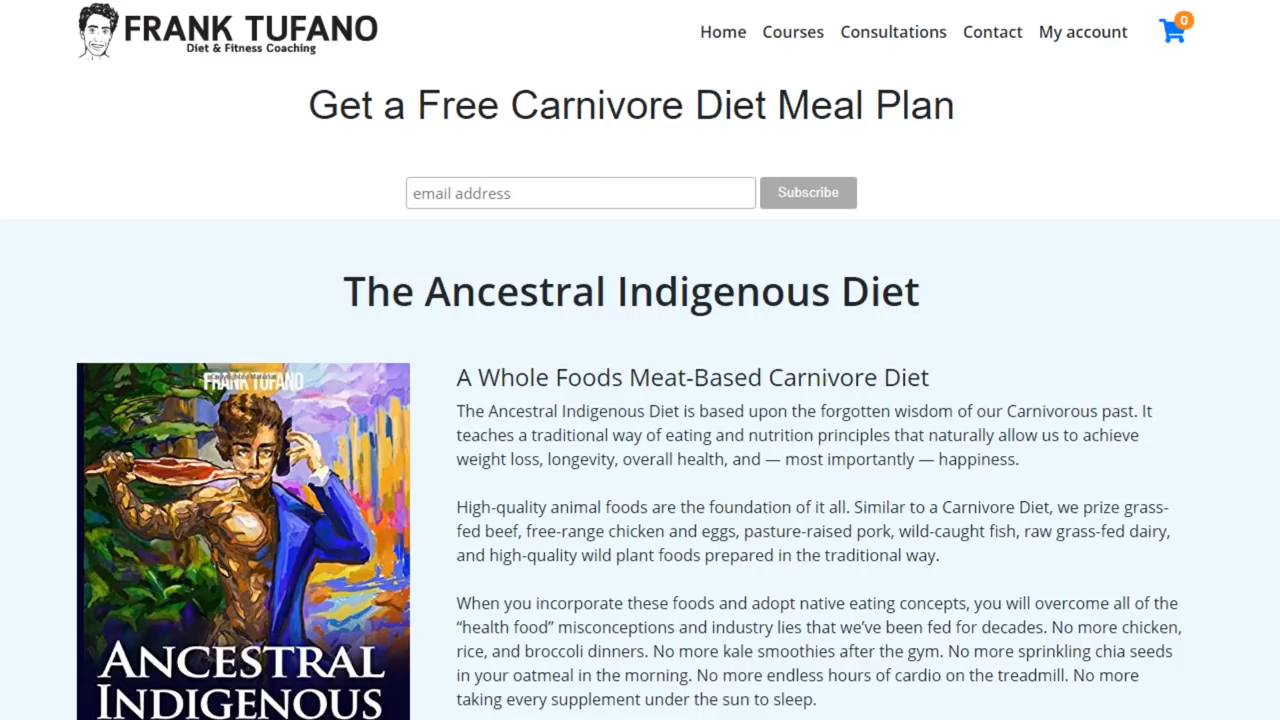 FRANK TUFANO
Diet & Fitness Coaching
Home Courses Consultations Contact My account
0
Get a Free Carnivore Diet Meal Plan
email address
Subscribe
The Ancestral Indigenous Diet
FRANK TUFANO
ANCESTRAL
INDIGENOUS
A Whole Foods Meat-Based Carnivore Diet
The Ancestral Indigenous Diet is based upon the forgotten wisdom of our Carnivorous past. It
teaches a traditional way of eating and nutrition principles that naturally allow us to achieve
weight loss, longevity, overall health, and — most importantly — happiness.
High-quality animal foods are the foundation of it all. Similar to a Carnivore Diet, we prize grass-
fed beef, free-range chicken and eggs, pasture-raised pork, wild-caught fish, raw grass-fed dairy,
and high-quality wild plant foods prepared in the traditional way.
When you incorporate these foods and adopt native eating concepts, you will overcome all of the
“health food” misconceptions and industry lies that we’ve been fed for decades. No more chicken,
rice, and broccoli dinners. No more kale smoothies after the gym. No more sprinkling chia seeds
in your oatmeal in the morning. No more endless hours of cardio on the treadmill. No more
taking every supplement under the sun to sleep.